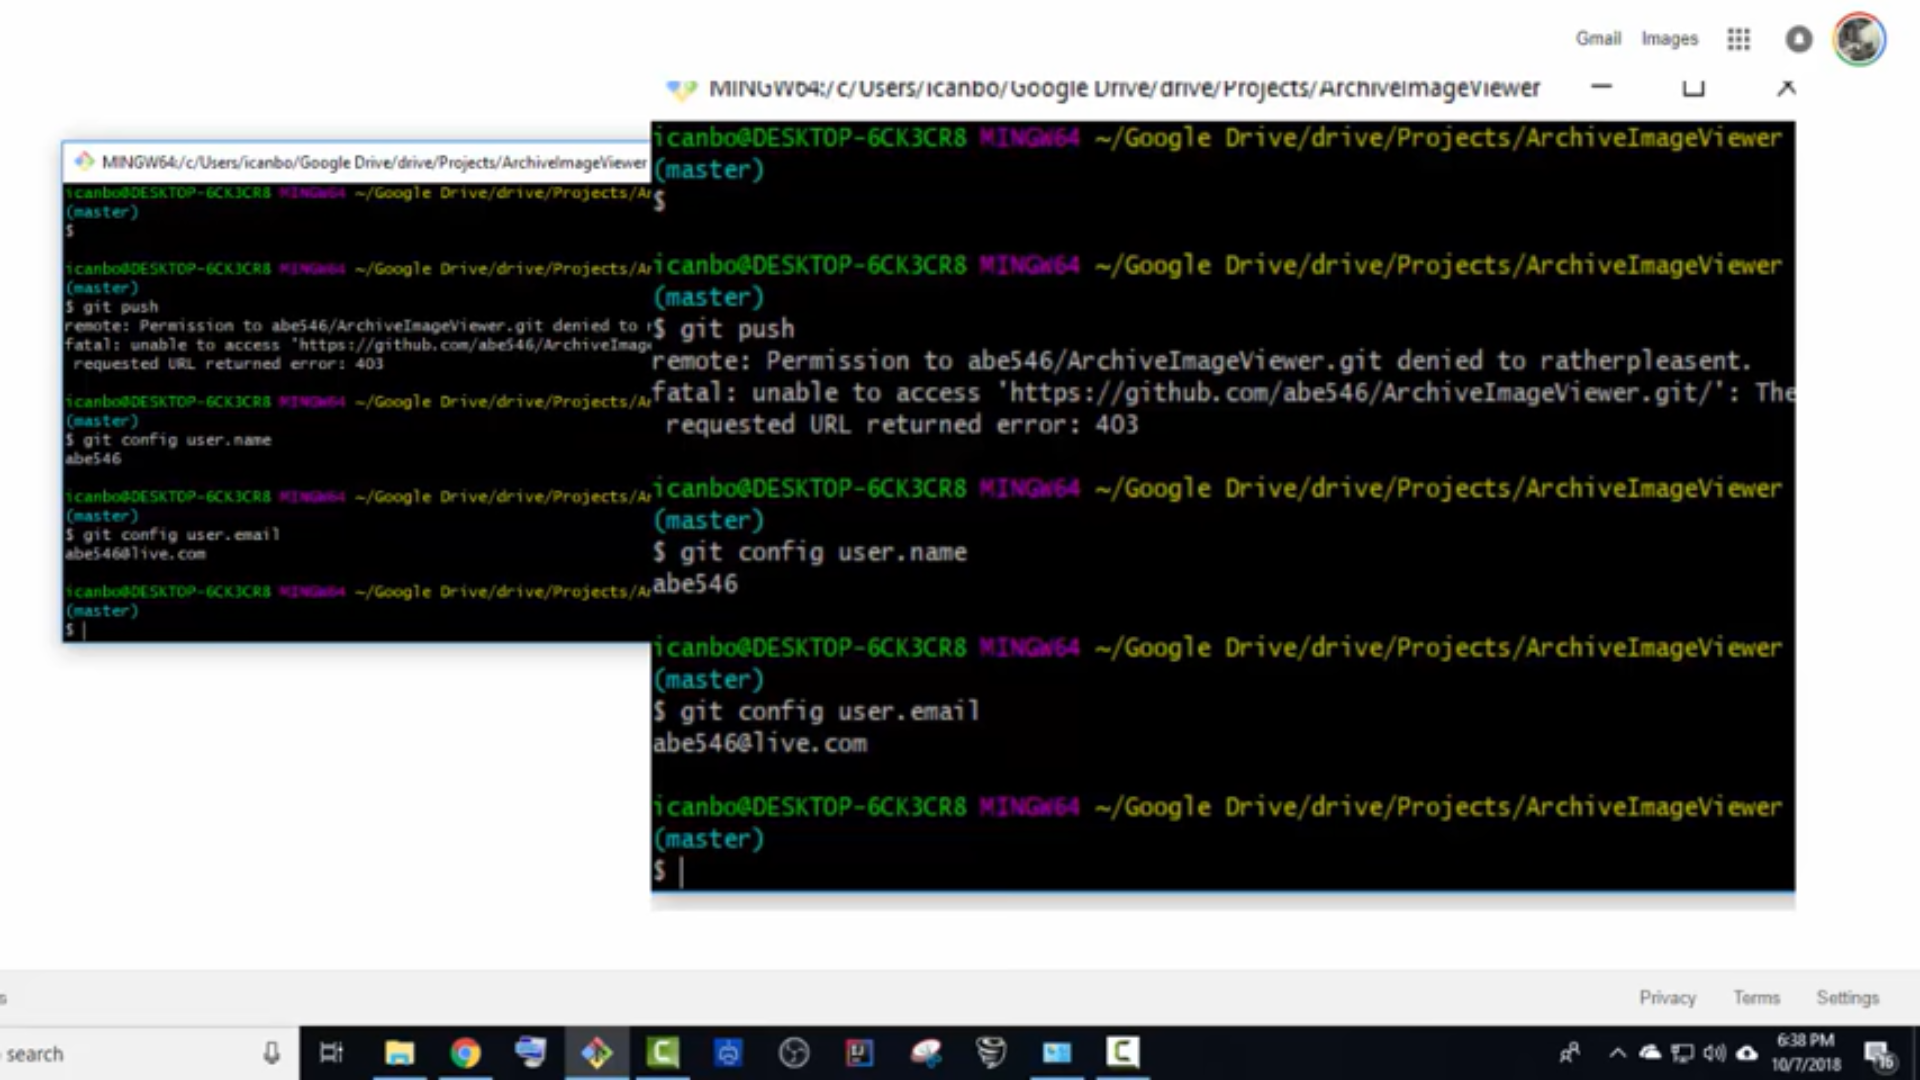 Gmail Images
MINGW64:/c/Users/icanbo/Google Drive/drive/Projects/ArchiveImageViewer
icanbo@DESKTOP-6CK3CR8 MINGW64 ~/Google Drive/drive/Projects/Ar
(master)
$
icanbo@DESKTOP-6CK3CR8 MINGW64 ~/Google Drive/drive/Projects/Ar
(master)
$ git push
remote: Permission to abe546/ArchiveImageViewer.git denied to r
fatal: unable to access 'https://github.com/abe546/ArchiveImag
requested URL returned error: 403
icanbo@DESKTOP-6CK3CR8 MINGW64 ~/Google Drive/drive/Projects/Ar
(master)
$ git config user.name
abe546
icanbo@DESKTOP-6CK3CR8 MINGW64 ~/Google Drive/drive/Projects/Ar
(master)
$ git config user.email
abe546@live.com
icanbo@DESKTOP-6CK3CR8 MINGW64 ~/Google Drive/drive/Projects/Ar
(master)
$
MINGW64:/c/Users/icanbo/Google Drive/drive/Projects/ArchiveImageViewer
icanbo@DESKTOP-6CK3CR8 MINGW64 ~/Google Drive/drive/Projects/ArchiveImageViewer
(master)
$
icanbo@DESKTOP-6CK3CR8 MINGW64 ~/Google Drive/drive/Projects/ArchiveImageViewer
(master)
$ git push
remote: Permission to abe546/ArchiveImageViewer.git denied to ratherpleasent.
fatal: unable to access 'https://github.com/abe546/ArchiveImageViewer.git/': The
requested URL returned error: 403
icanbo@DESKTOP-6CK3CR8 MINGW64 ~/Google Drive/drive/Projects/ArchiveImageViewer
(master)
$ git config user.name
abe546
icanbo@DESKTOP-6CK3CR8 MINGW64 ~/Google Drive/drive/Projects/ArchiveImageViewer
(master)
$ git config user.email
abe546@live.com
icanbo@DESKTOP-6CK3CR8 MINGW64 ~/Google Drive/drive/Projects/ArchiveImageViewer
(master)
$
s Privacy Terms Settings
search
6:38 PM
10/7/2018
16